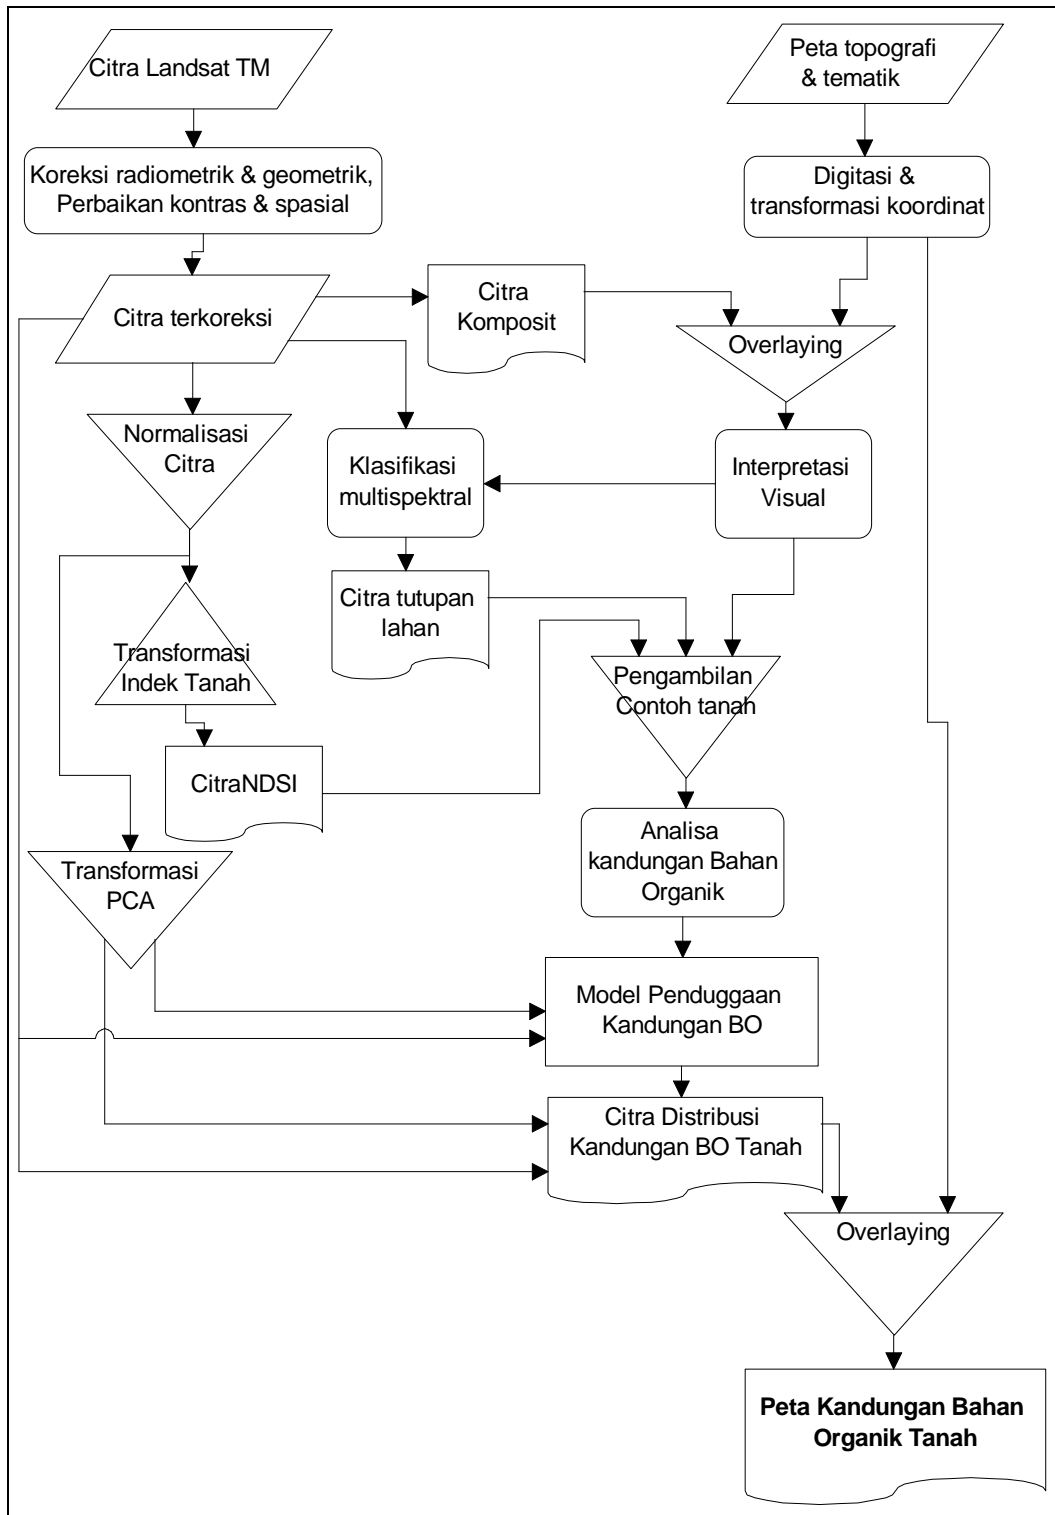 Citra Landsat TM
Peta topografi
& tematik
Koreksi radiometrik & geometrik,
Perbaikan kontras & spasial
Digitasi &
transformasi koordinat
Citra terkoreksi
Citra
Komposit
Overlaying
Normalisasi
Citra
Klasifikasi
multispektral
Interpretasi
Visual
Citra tutupan
lahan
Transformasi
Indek Tanah
Pengambilan
Contoh tanah
CitraNDSI
Analisa
kandungan Bahan
Organik
Transformasi
PCA
Model Penduggaan
Kandungan BO
Citra Distribusi
Kandungan BO Tanah
Overlaying
Peta Kandungan Bahan
Organik Tanah